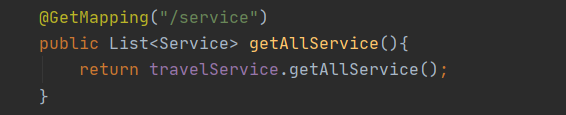 @GetMapping("/service")
public List<Service> getAllService(){
    return travelService.getAllService();
}